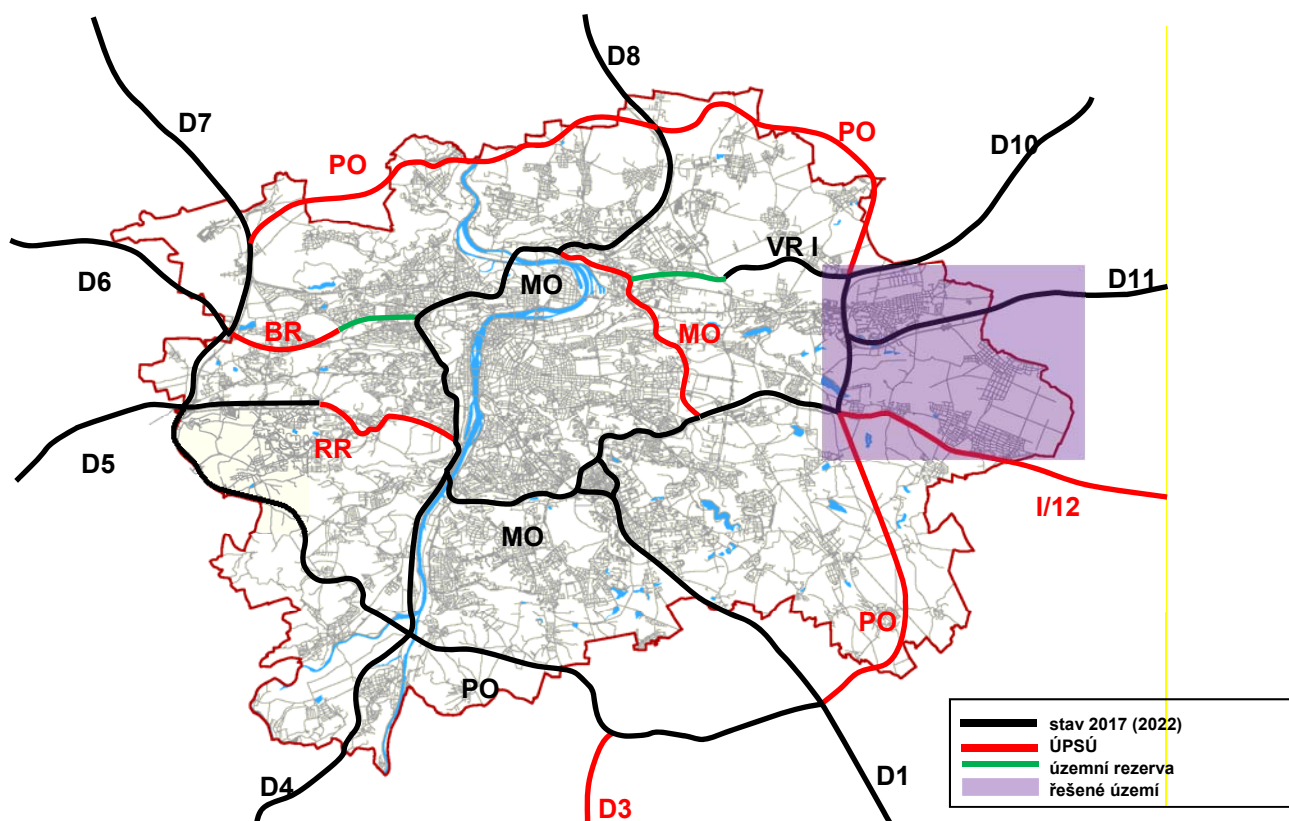 D8
D7
PO
D10
PO
VR I
D6
MO
D11
BR
MO
D5
RR
I/12
MO
PO
PO
D4
D1
D3
stav 2017 (2022)
ÚPSÚ
územní rezerva
řešené území